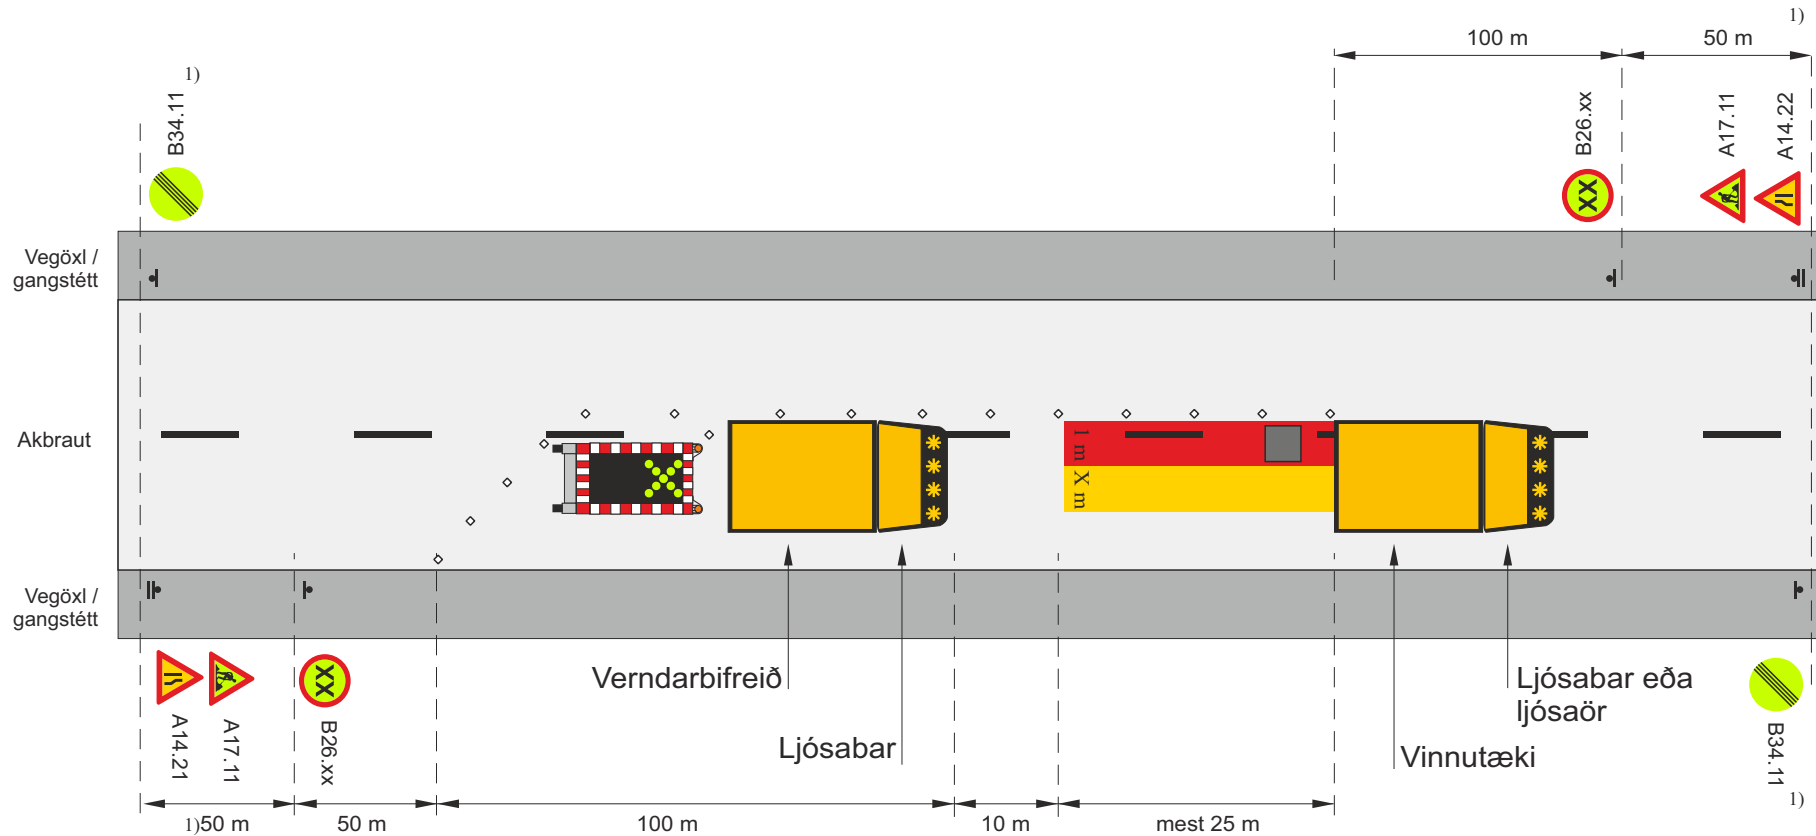 1)
100 m
50 m
1)
B34.11
B26.xx
A17.11
A14.22
XX
Vegöxl /
gangstétt
Akbraut
1 m X m
Vegöxl /
gangstétt
XX
Verndarbifreið
Ljósabar
Ljósabar eða
ljósaör
Vinnutæki
A14.21
A17.11
B26.xx
B34.11
1)
1)50 m
50 m
100 m
10 m
mest 25 m